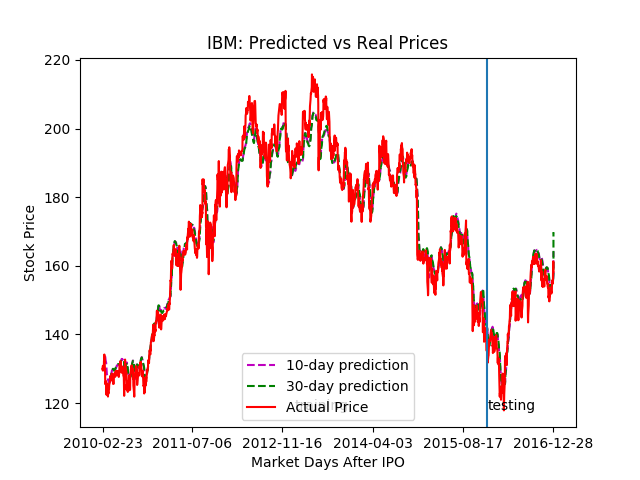 IBM: Predicted vs Real Prices
220
200
180
160
140
120
Stock Price
10-day prediction
30-day prediction
Actual Price
testing
2010-02-23 2011-07-06 2012-11-16 2014-04-03 2015-08-17 2016-12-28
Market Days After IPO